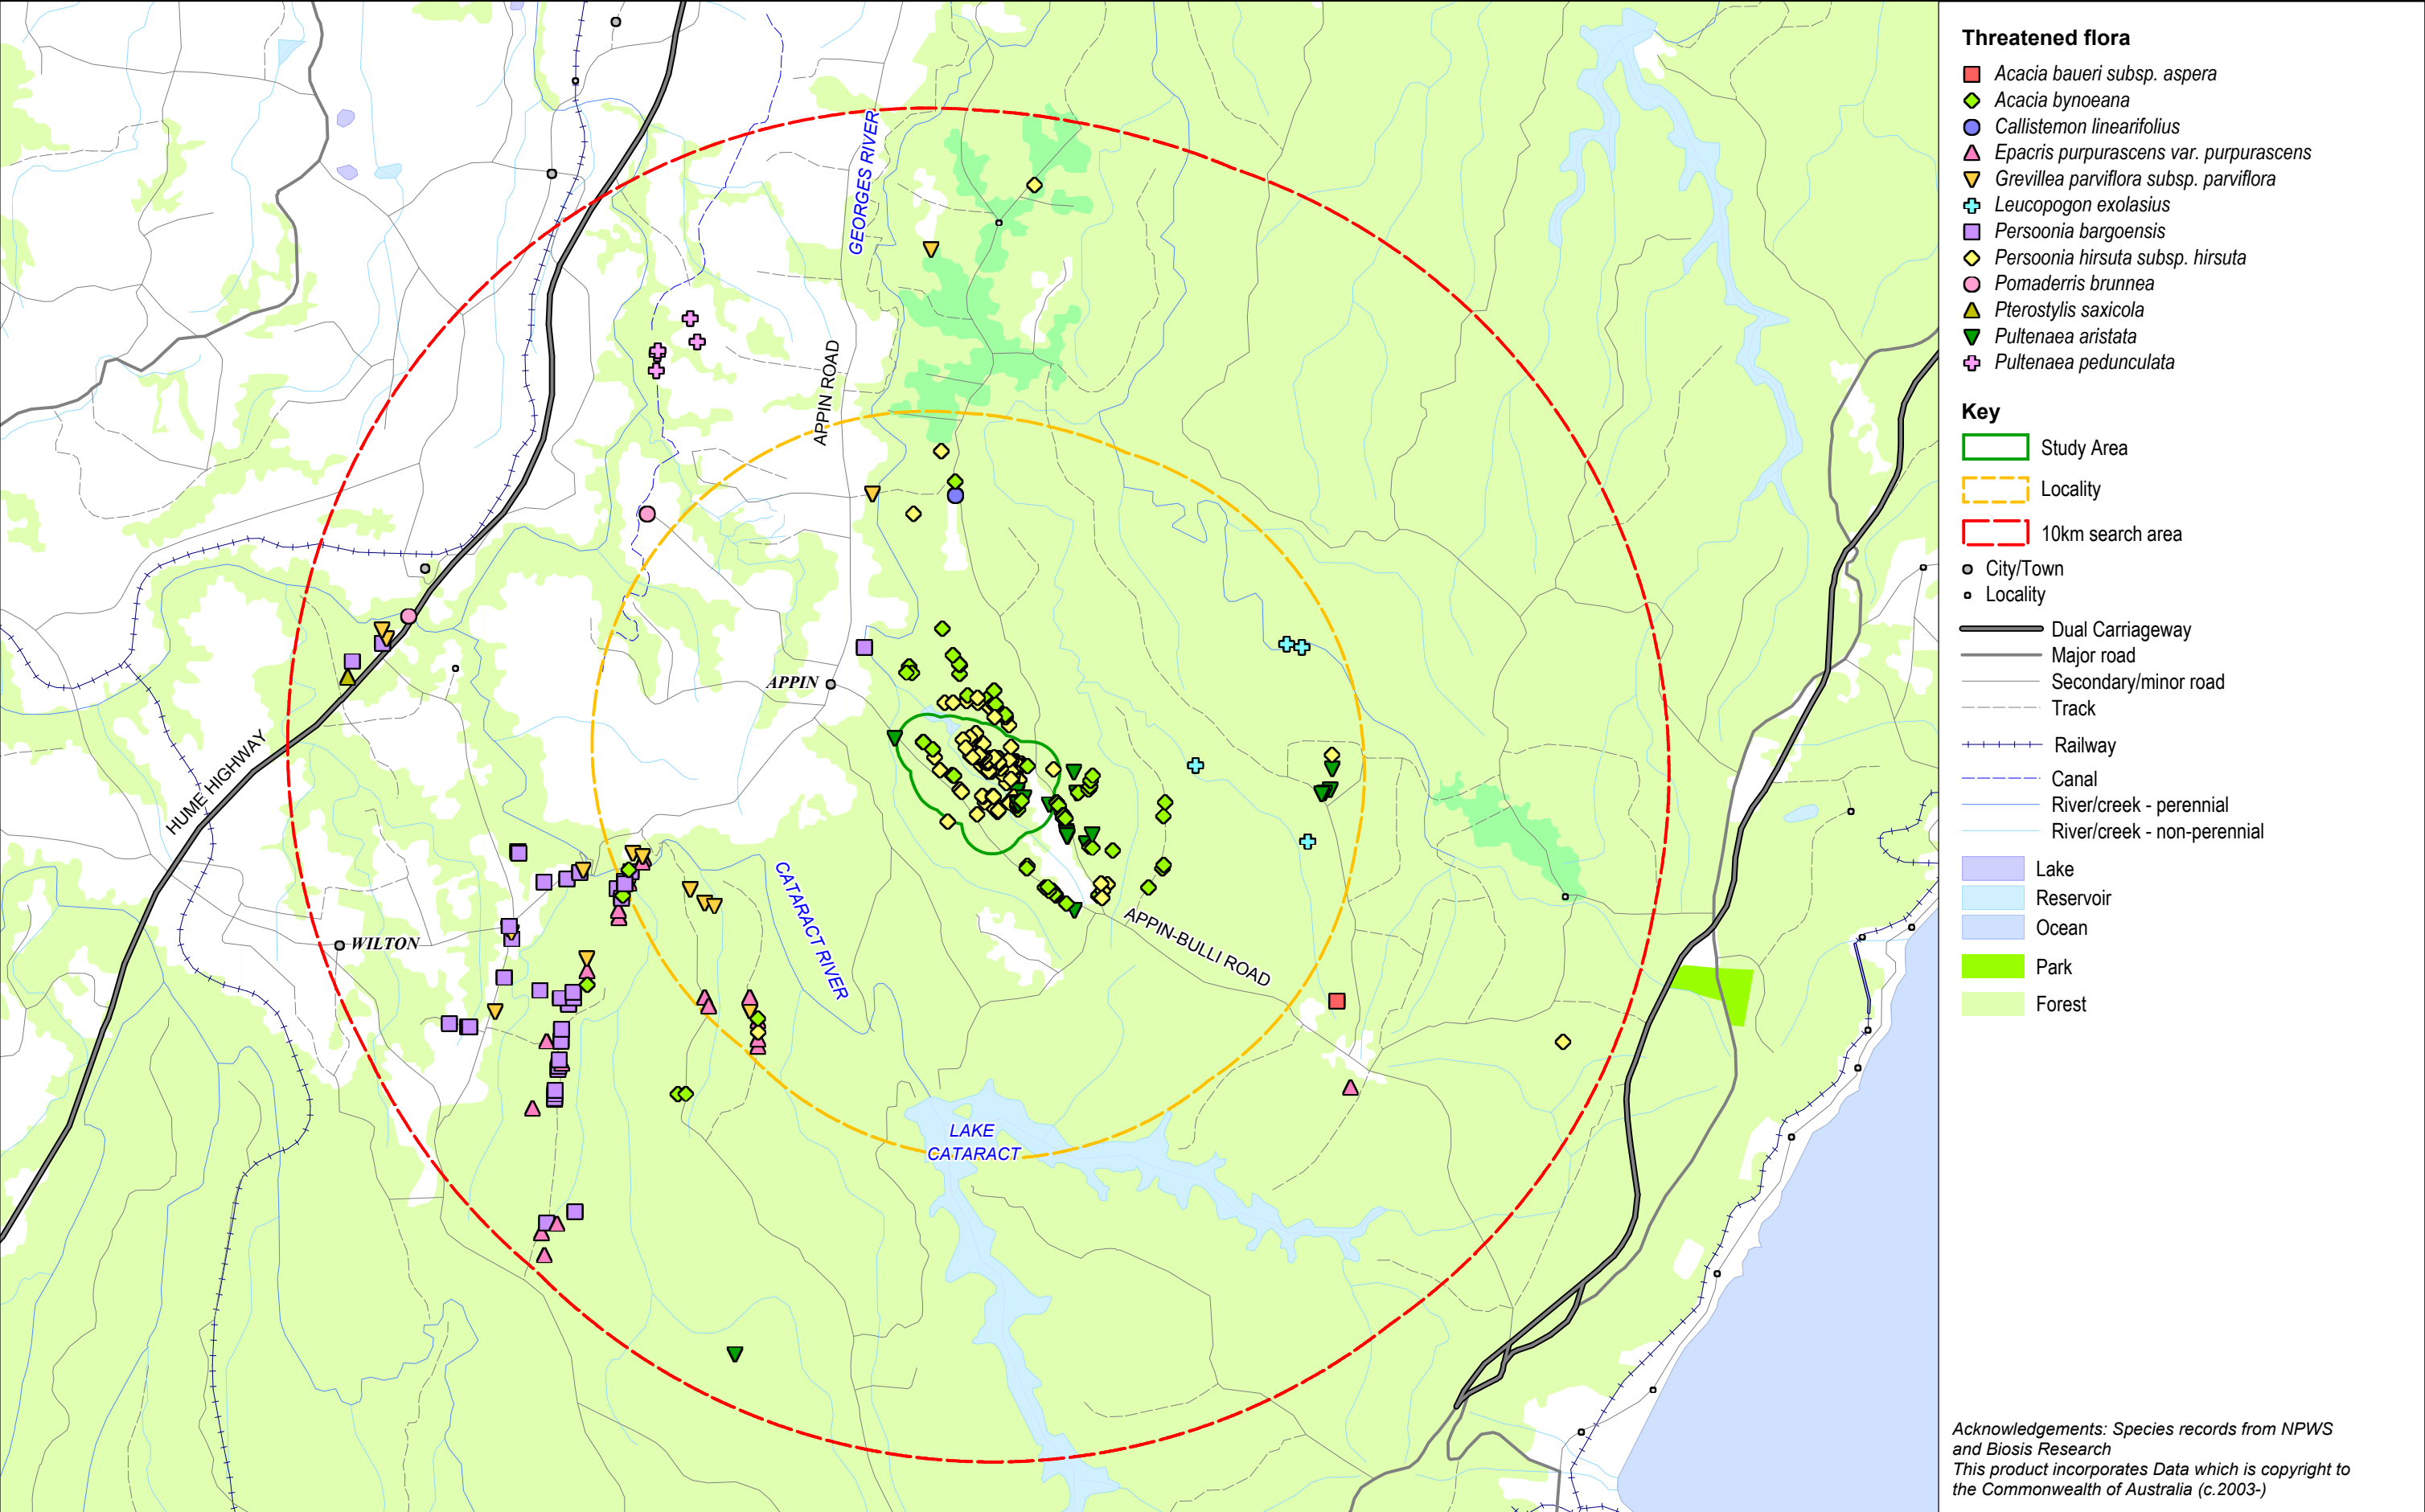 GEORGES RIVER
APPIN ROAD
APPIN
HUME HIGHWAY
WILTON
CATARACT RIVER
APPIN-BULLI ROAD
LAKE
CATARACT
Threatened flora
Acacia baueri subsp. aspera
Acacia bynoeana
Callistemon linearifolius
Epacris purpurascens var. purpurascens
Grevillea parviflora subsp. parviflora
Leucopogon exolasius
Persoonia bargoensis
Persoonia hirsuta subsp. hirsuta
Pomaderris brunnea
Pterostylis saxicola
Pultenaea aristata
Pultenaea pedunculata
Key
Study Area
Locality
10km search area
City/Town
Locality
Dual Carriageway
Major road
Secondary/minor road
Track
Railway
Canal
River/creek - perennial
River/creek - non-perennial
Lake
Reservoir
Ocean
Park
Forest
Acknowledgements: Species records from NPWS
and Biosis Research
This product incorporates Data which is copyright to
the Commonwealth of Australia (c.2003-)